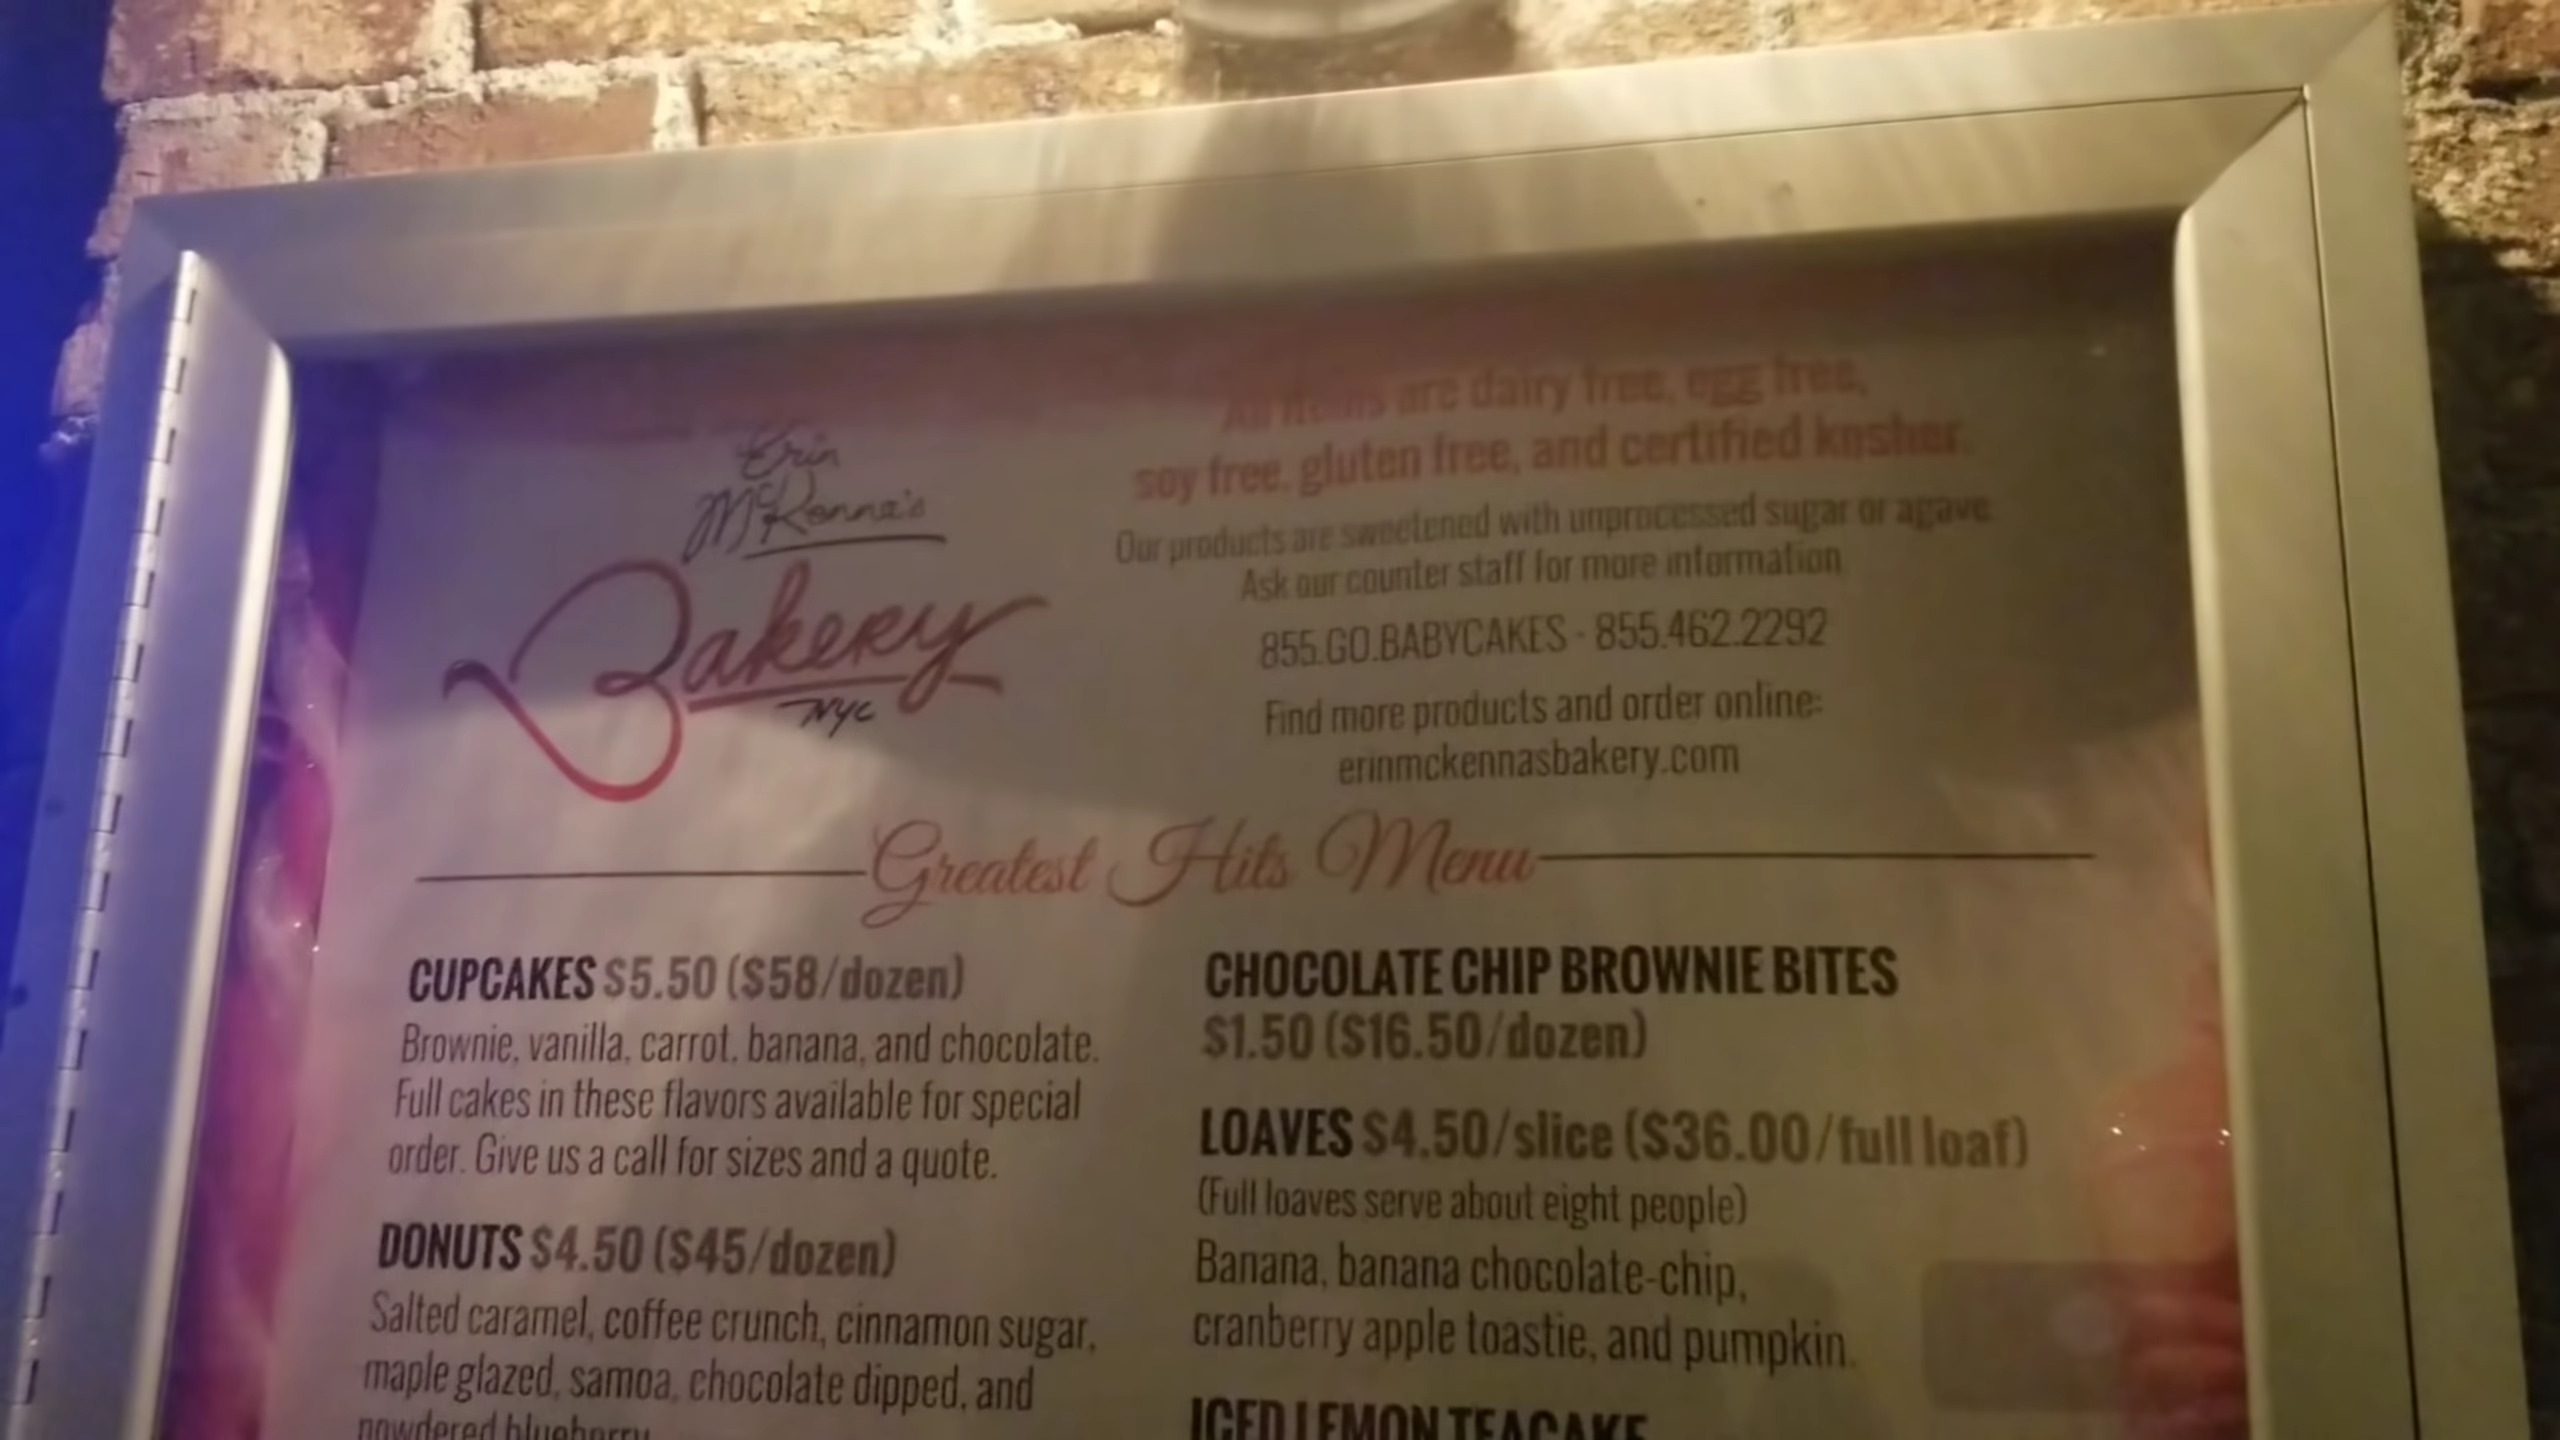 Erin
McKenna's
Bakery
NYC
All items are dairy free, egg free,
soy free, gluten free, and certified kosher.
Our products are sweetened with unprocessed sugar or agave
Ask our counter staff for more information
855.GO.BABYCAKES - 855.462.2292
Find more products and order online:
erinmckennasbakery.com
Greatest Hits Menu
CUPCAKES $5.50 ($58/dozen)
Brownie, vanilla, carrot, banana, and chocolate.
Full cakes in these flavors available for special
order. Give us a call for sizes and a quote.
DONUTS $4.50 ($45/dozen)
Salted caramel, coffee crunch, cinnamon sugar,
maple glazed, samoa, chocolate dipped, and
powdered blueberry
CHOCOLATE CHIP BROWNIE BITES
$1.50 ($16.50/dozen)
LOAVES $4.50/slice ($36.00/full loaf)
(Full loaves serve about eight people)
Banana, banana chocolate-chip,
cranberry apple toastie, and pumpkin.
ICED LEMON TEACAKE